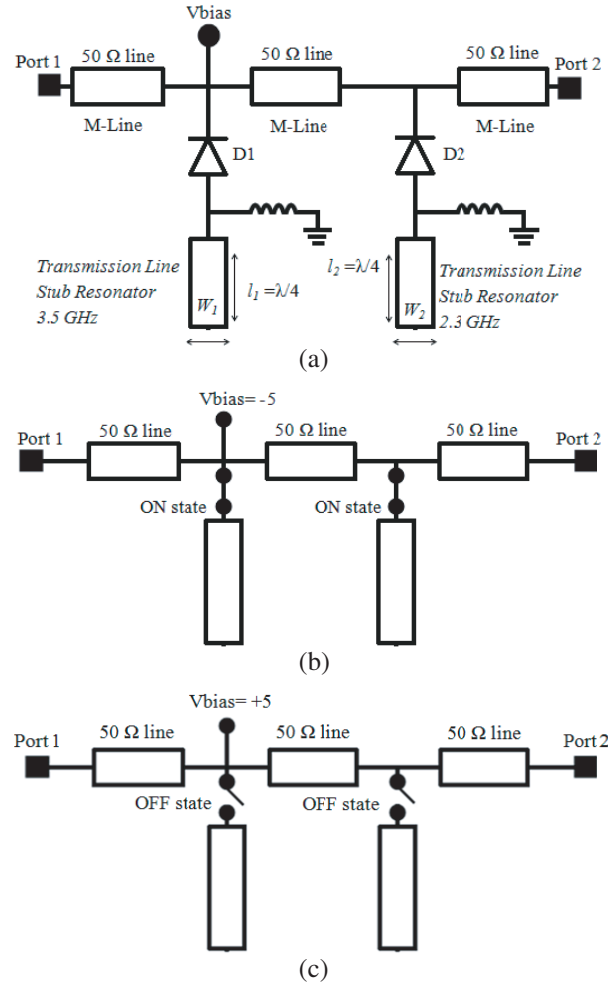 Vbias
Port 1
50 Ω line
50 Ω line
50 Ω line
Port 2
M-Line
M-Line
M-Line
D1
D2
Transmission Line
Stub Resonator
3.5 GHz
W1
l1 =λ/4
l2 =λ/4
W2
Transmission Line
Stub Resonator
2.3 GHz
(a)
Vbias= -5
Port 1
50 Ω line
50 Ω line
50 Ω line
Port 2
ON state
ON state
(b)
Vbias= +5
Port 1
50 Ω line
50 Ω line
50 Ω line
Port 2
OFF state
OFF state
(c)